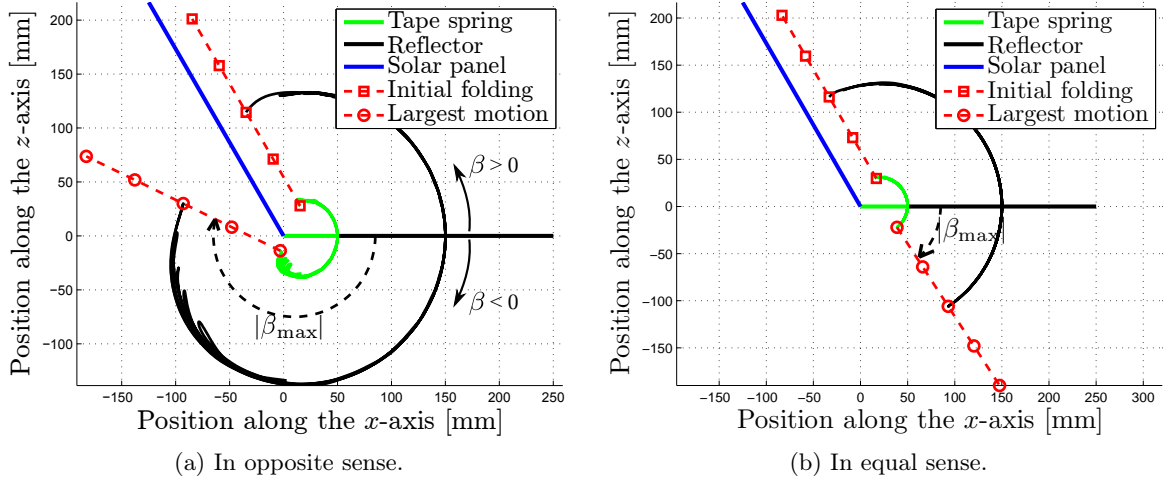 Position along the z-axis [mm]
200
150
100
50
0
−50
−100
−150
−100
−50
0
50
100
150
200
250
Position along the x-axis [mm]
Tape spring
Reflector
Solar panel
Initial folding
Largest motion
β > 0
β < 0
|βmax|
(a) In opposite sense.
Position along the z-axis [mm]
200
150
100
50
0
−50
−100
−150
−150
−100
−50
0
50
100
150
200
250
300
Position along the x-axis [mm]
Tape spring
Reflector
Solar panel
Initial folding
Largest motion
|βmax|
(b) In equal sense.